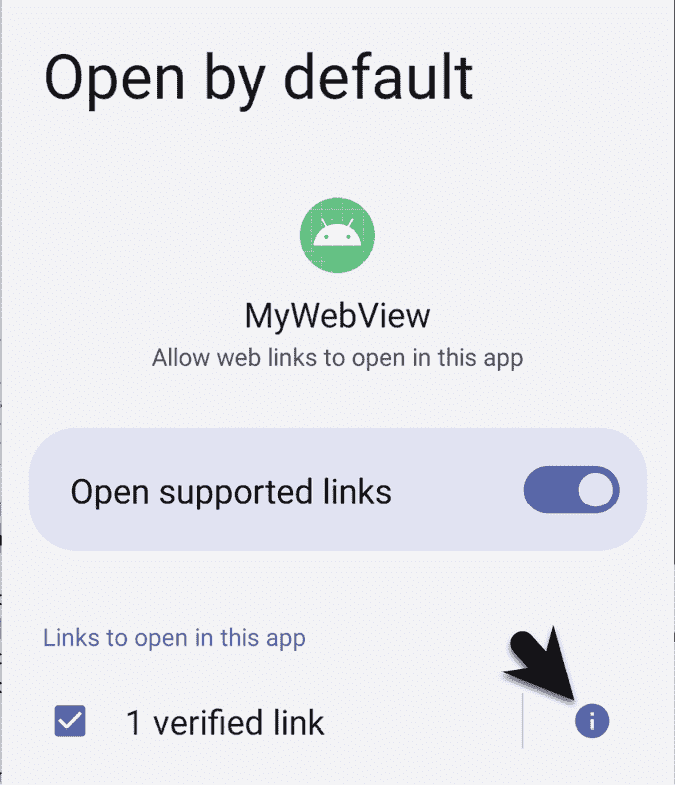 Open by default
MyWebView
Allow web links to open in this app
Open supported links
Links to open in this app
1 verified link